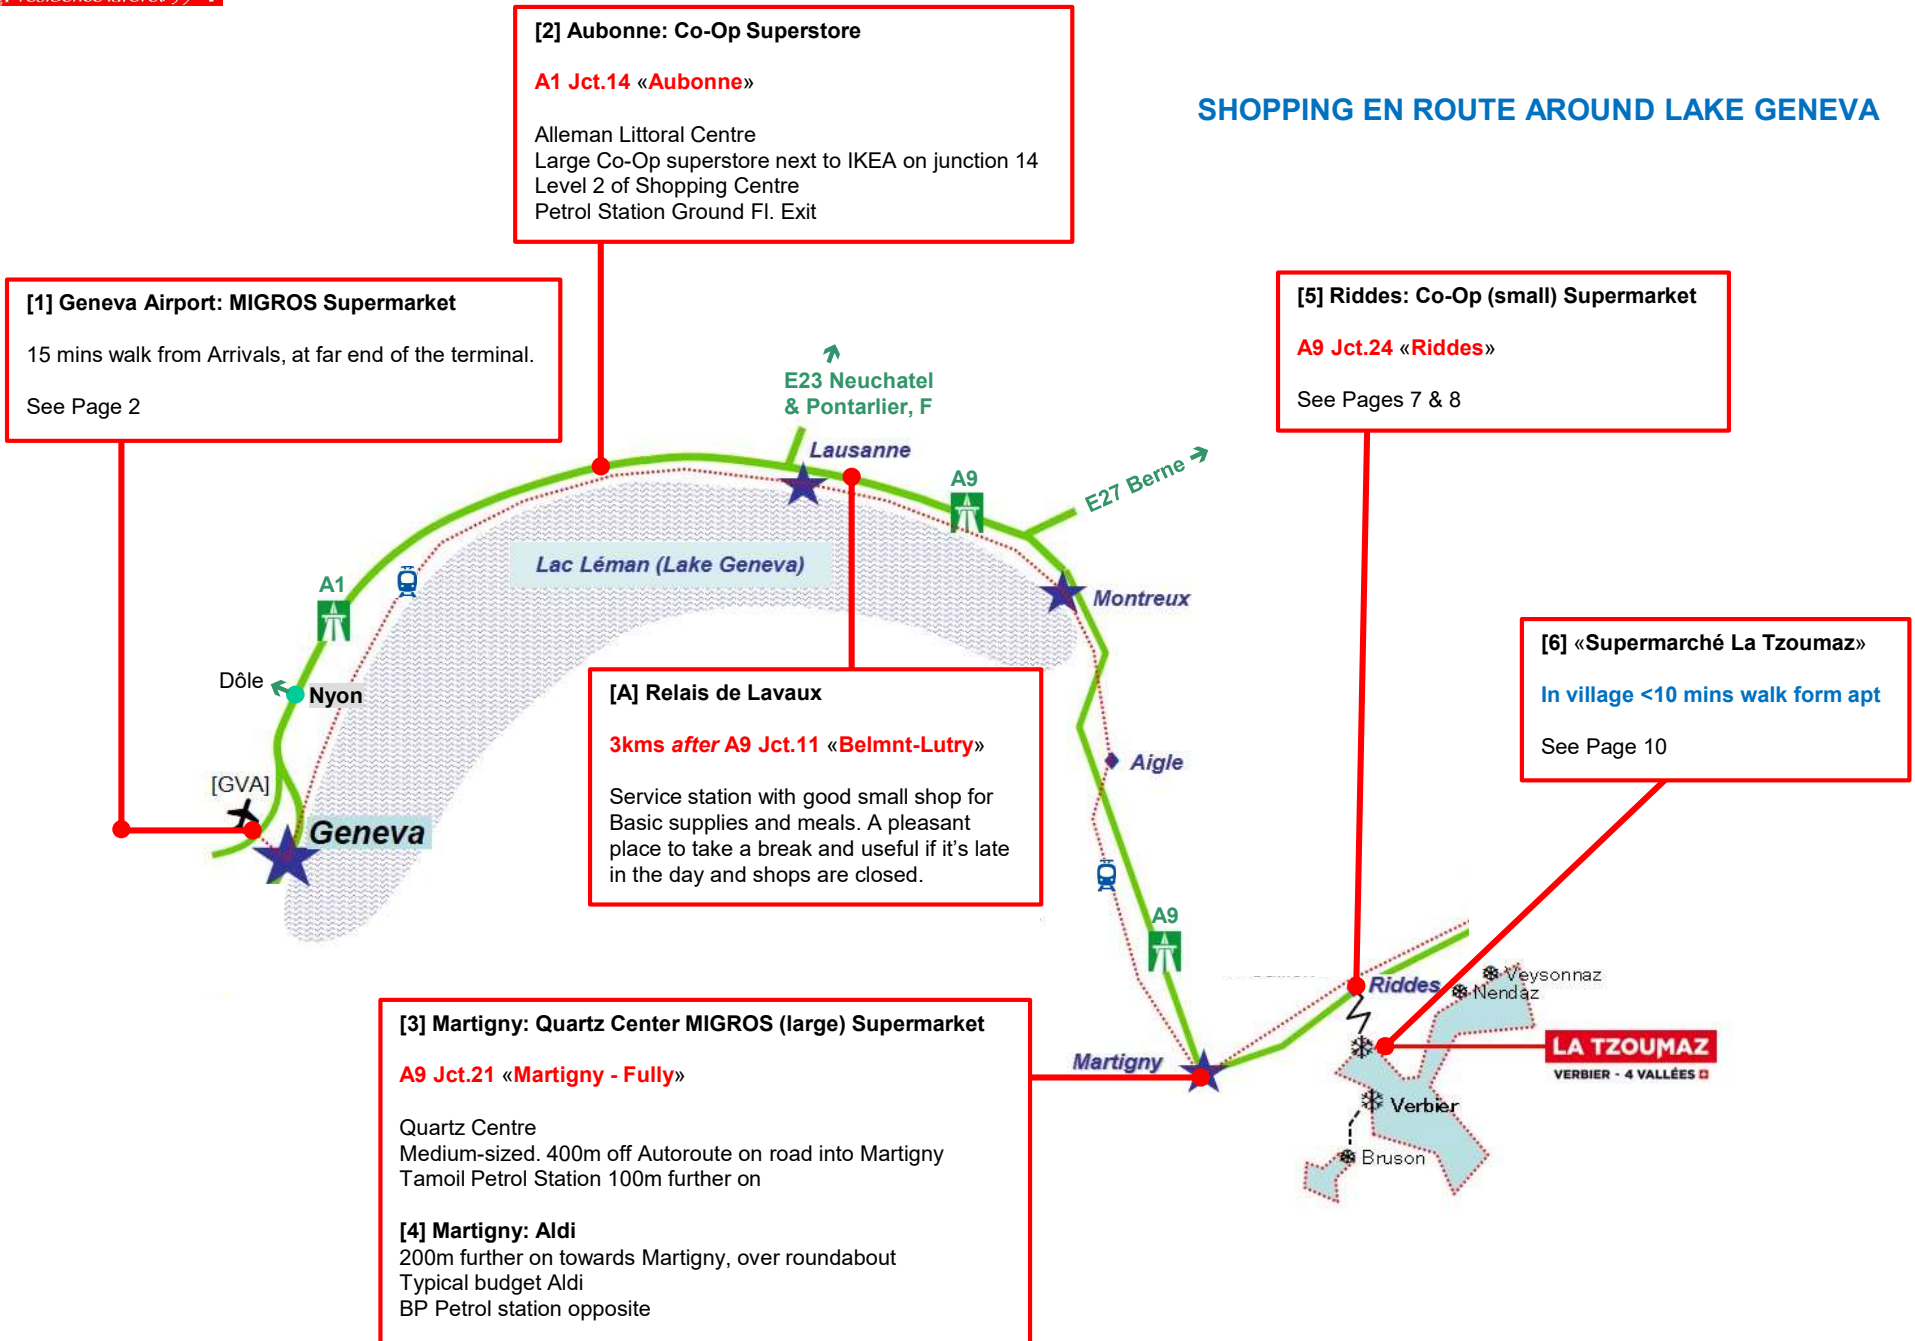 [2] Aubonne: Co-Op Superstore
A1 Jct.14 «Aubonne»
Alleman Littoral Centre
Large Co-Op superstore next to IKEA on junction 14
Level 2 of Shopping Centre
Petrol Station Ground Fl. Exit
SHOPPING EN ROUTE AROUND LAKE GENEVA
[1] Geneva Airport: MIGROS Supermarket
15 mins walk from Arrivals, at far end of the terminal.
See Page 2
[5] Riddes: Co-Op (small) Supermarket
A9 Jct.24 «Riddes»
See Pages 7 & 8
E23 Neuchatel
& Pontarlier, F
Lausanne
A9
E27 Berne
Lac Léman (Lake Geneva)
A1
Montreux
Dôle
Nyon
[GVA]
Geneva
[A] Relais de Lavaux
3kms after A9 Jct.11 «Belmnt-Lutry»
Service station with good small shop for
Basic supplies and meals. A pleasant
place to take a break and useful if it's late
in the day and shops are closed.
[6] «Supermarché La Tzoumaz»
In village <10 mins walk form apt
See Page 10
Aigle
A9
Riddes
Veysonnaz
Nendaz
LA TZOUMAZ
VERBIER - 4 VALLÉES
Martigny
Verbier
Bruson
[3] Martigny: Quartz Center MIGROS (large) Supermarket
A9 Jct.21 «Martigny - Fully»
Quartz Centre
Medium-sized. 400m off Autoroute on road into Martigny
Tamoil Petrol Station 100m further on
[4] Martigny: Aldi
200m further on towards Martigny, over roundabout
Typical budget Aldi
BP Petrol station opposite